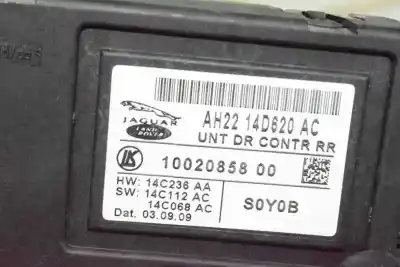 JAGUAR
LAND ROVER
AH22 14D620 AC
UNT DR CONTR RR
10020858 00
HW: 14C236 AA
SW: 14C112 AC
14C068 AC
Dat. 03.09.09
S0Y0B